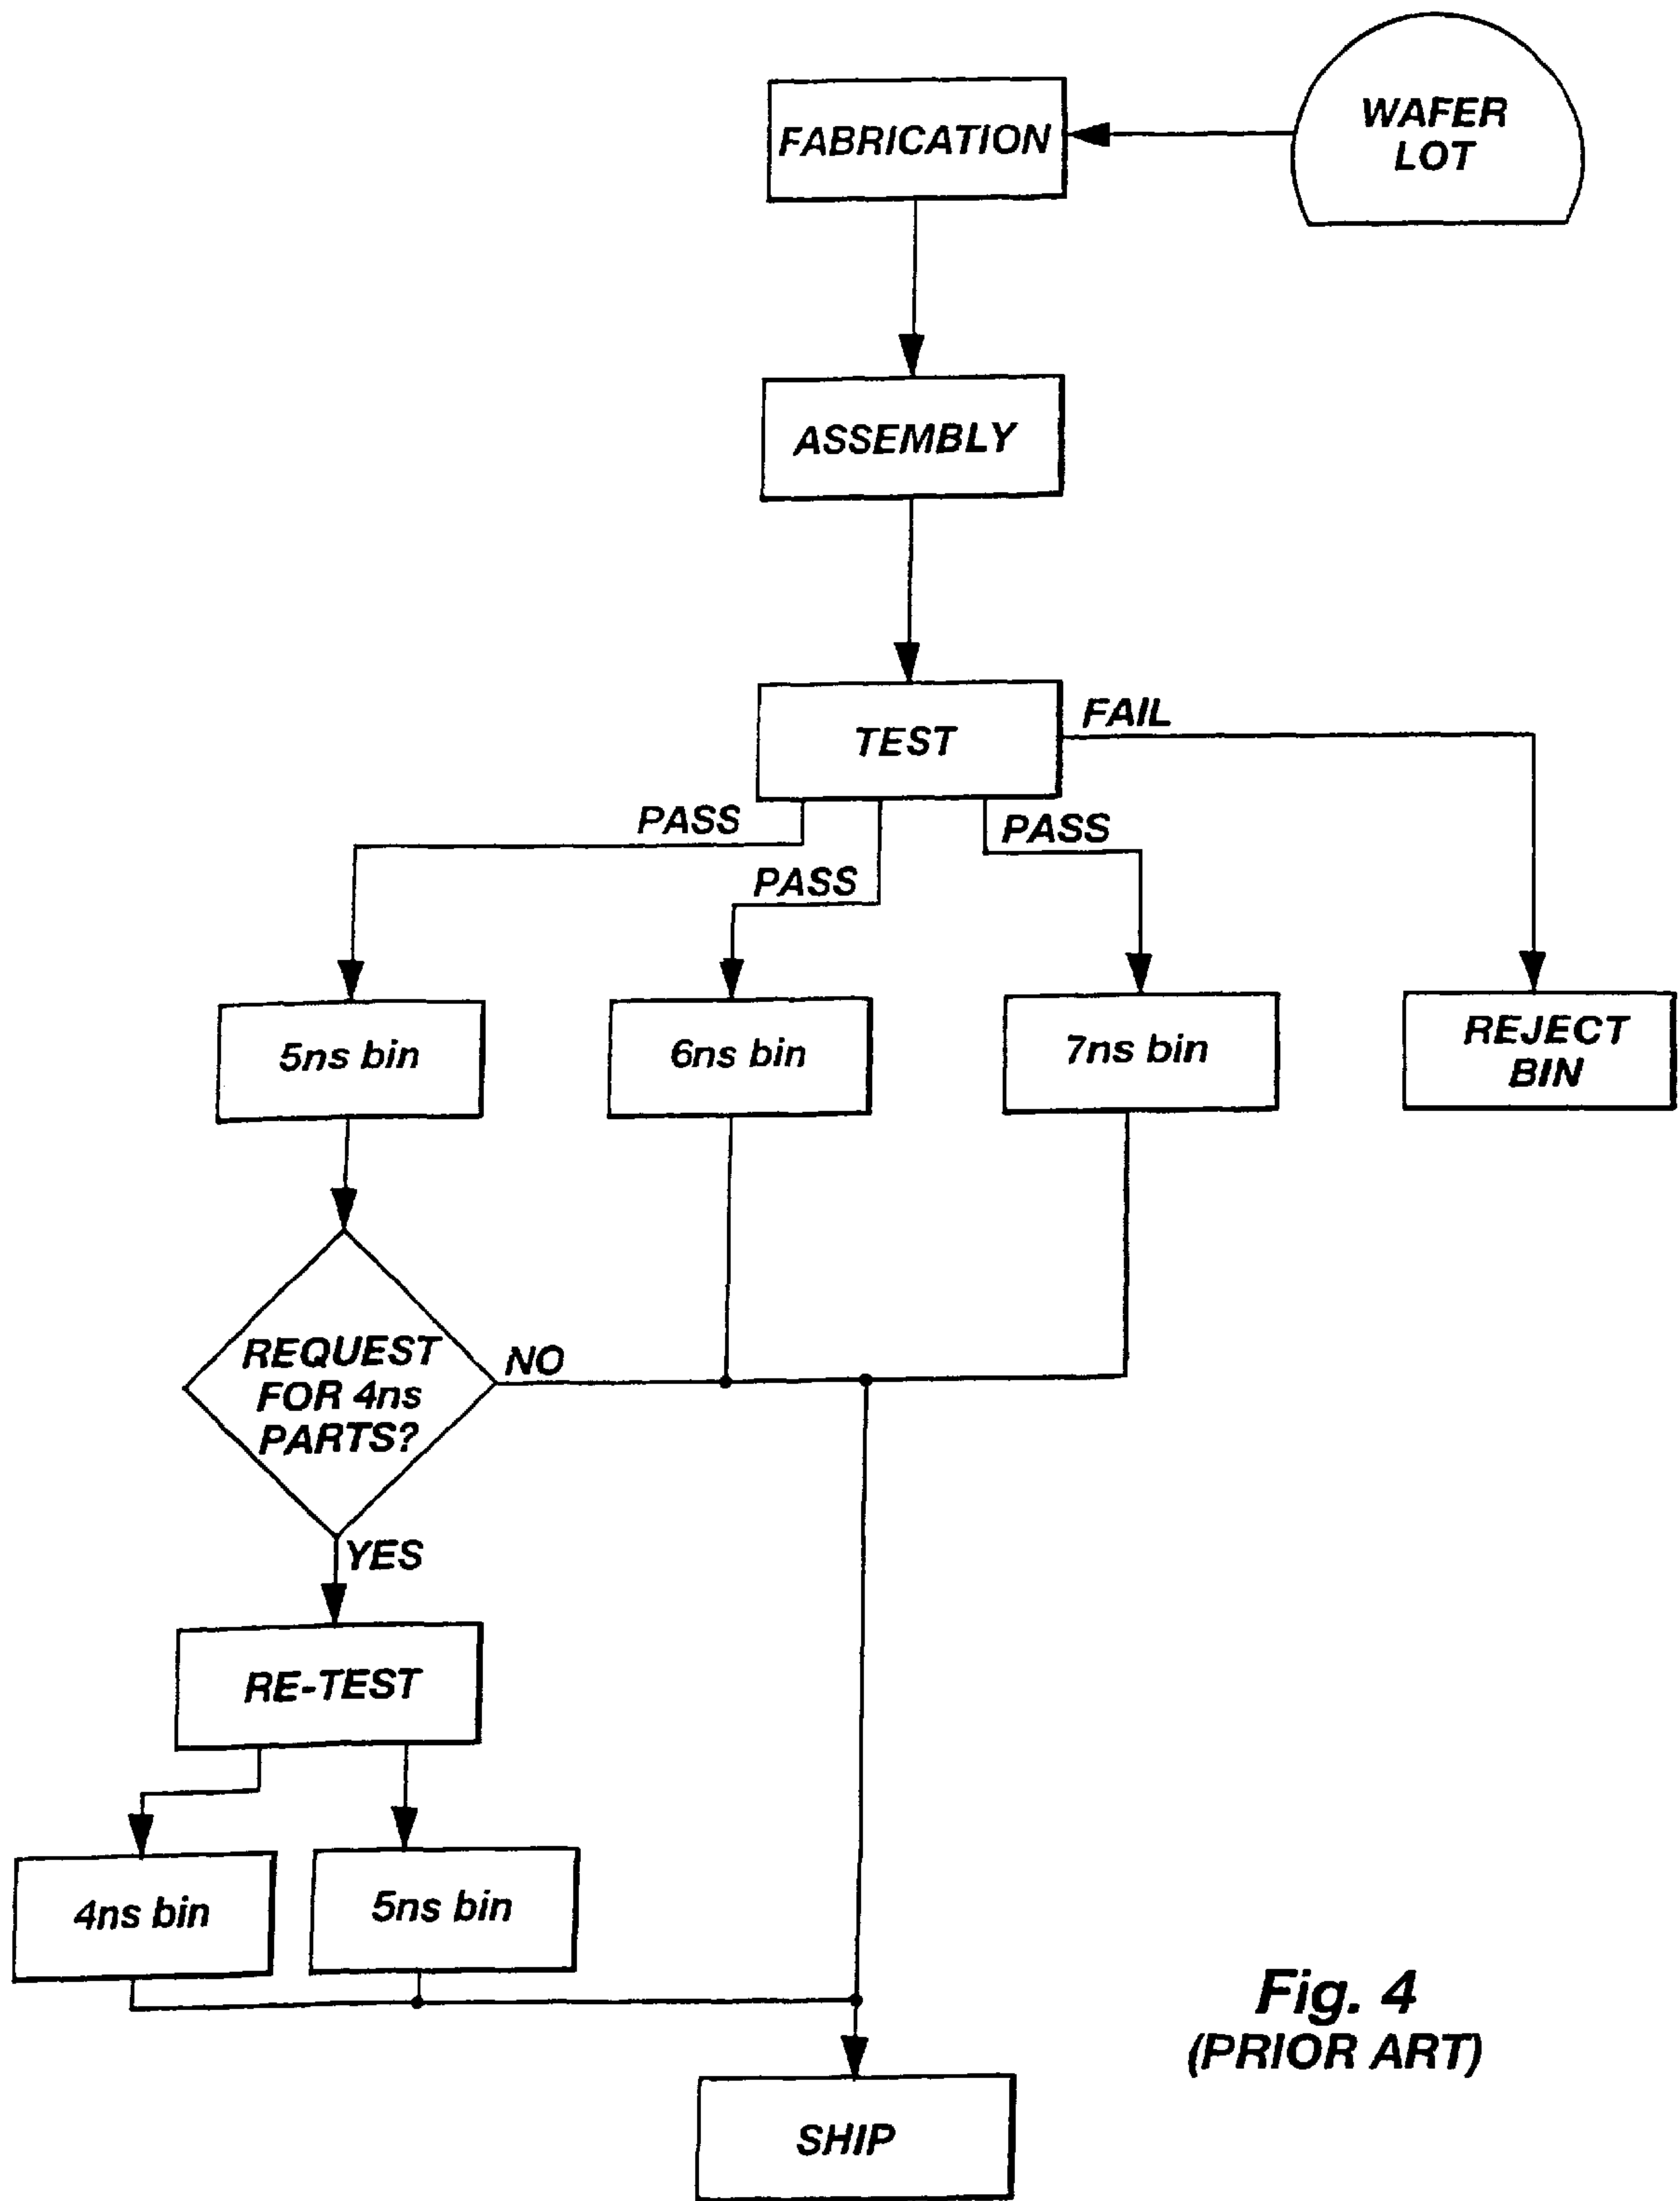 WAFER
LOT
FABRICATION
ASSEMBLY
TEST
FAIL
PASS
PASS
PASS
5ns bin
6ns bin
7ns bin
REJECT
BIN
REQUEST
FOR 4ns
PARTS?
NO
YES
RE-TEST
4ns bin
5ns bin
SHIP
Fig. 4
(PRIOR ART)